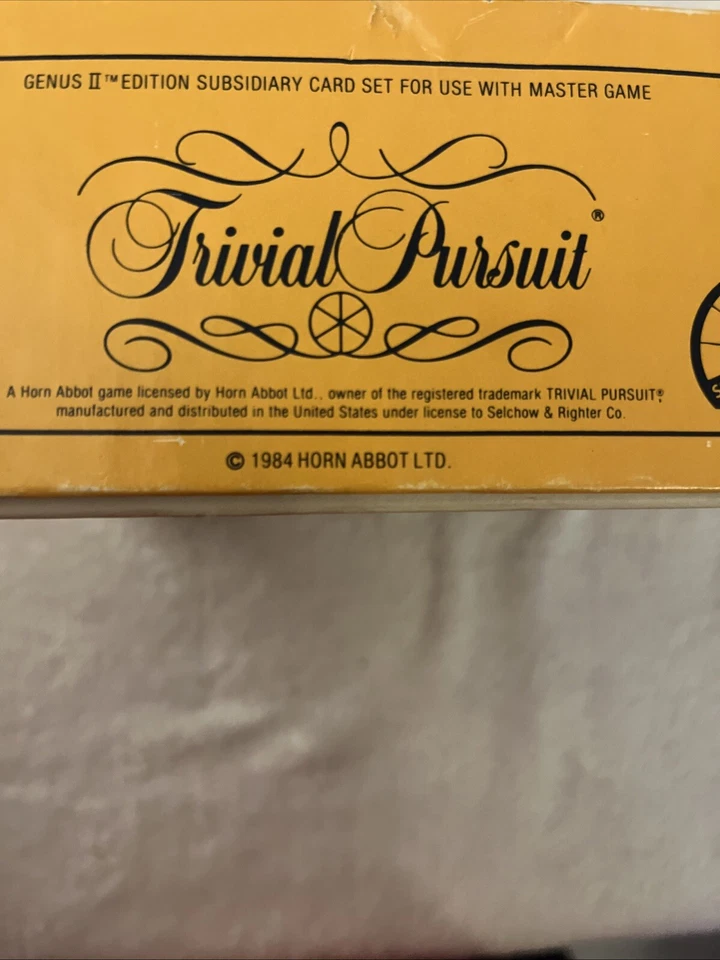 GENUS II™ EDITION SUBSIDIARY CARD SET FOR USE WITH MASTER GAME
Trivial Pursuit®
A Horn Abbot game licensed by Horn Abbot Ltd., owner of the registered trademark TRIVIAL PURSUIT®,
manufactured and distributed in the United States under license to Selchow & Righter Co.
© 1984 HORN ABBOT LTD.